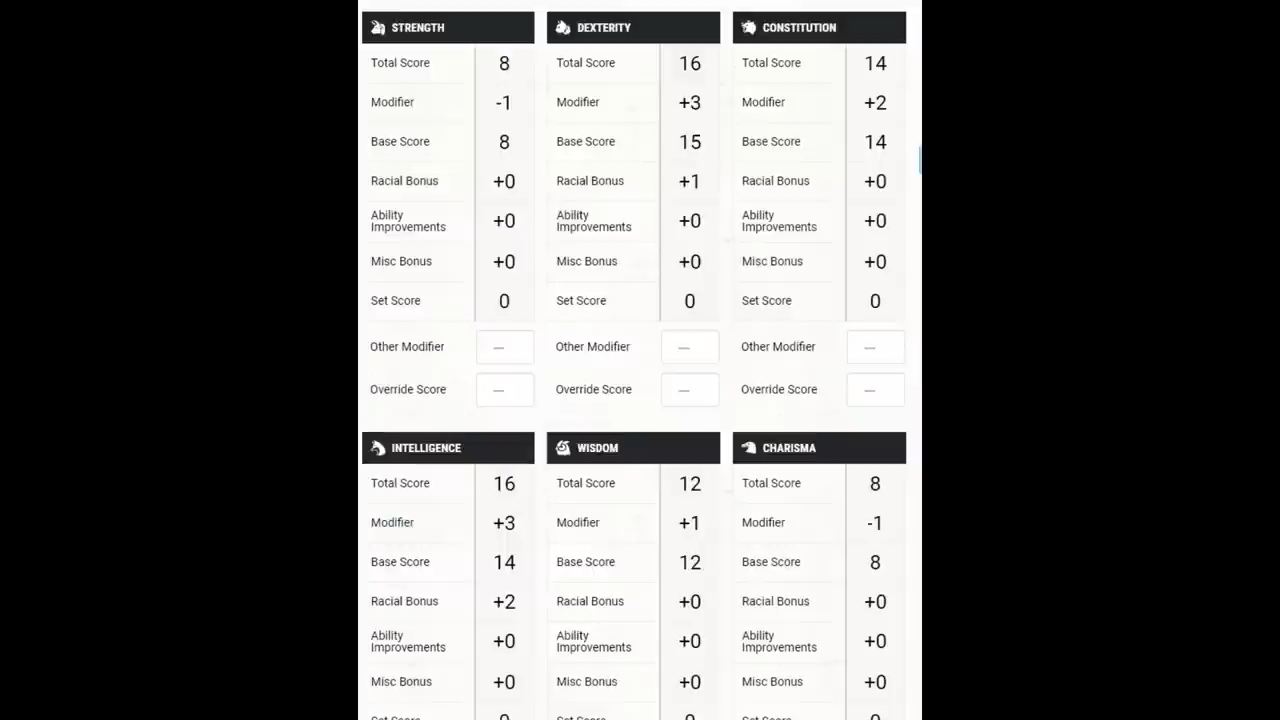 STRENGTH DEXTERITY CONSTITUTION
Total Score 8 Total Score 16 Total Score 14
Modifier -1 Modifier +3 Modifier +2
Base Score 8 Base Score 15 Base Score 14
Racial Bonus +0 Racial Bonus +1 Racial Bonus +0
Ability Improvements +0 Ability Improvements +0 Ability Improvements +0
Misc Bonus +0 Misc Bonus +0 Misc Bonus +0
Set Score 0 Set Score 0 Set Score 0
Other Modifier — Other Modifier — Other Modifier —
Override Score — Override Score — Override Score —
INTELLIGENCE WISDOM CHARISMA
Total Score 16 Total Score 12 Total Score 8
Modifier +3 Modifier +1 Modifier -1
Base Score 14 Base Score 12 Base Score 8
Racial Bonus +2 Racial Bonus +0 Racial Bonus +0
Ability Improvements +0 Ability Improvements +0 Ability Improvements +0
Misc Bonus +0 Misc Bonus +0 Misc Bonus +0